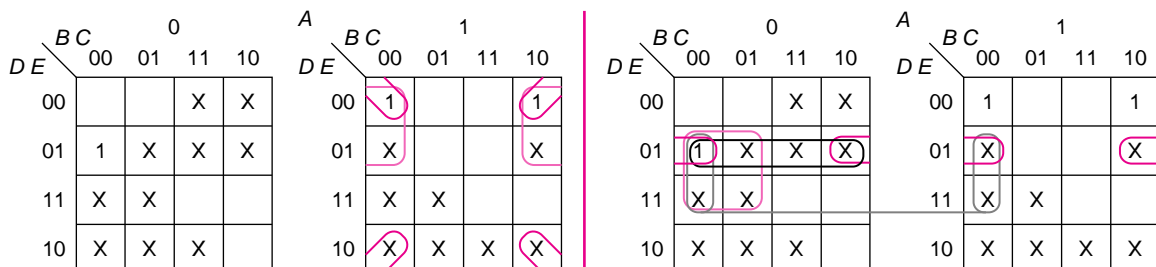 A
0 1
B C B C
00 01 11 10 00 01 11 10
D E D E
00 X X 00 1 1
01 1 X X X 01 X X
11 X X 11 X X
10 X X X 10 X X X X
A
0 1
B C B C
00 01 11 10 00 01 11 10
D E D E
00 X X 00 1 1
01 1 X X X 01 X X
11 X X 11 X X
10 X X X 10 X X X X